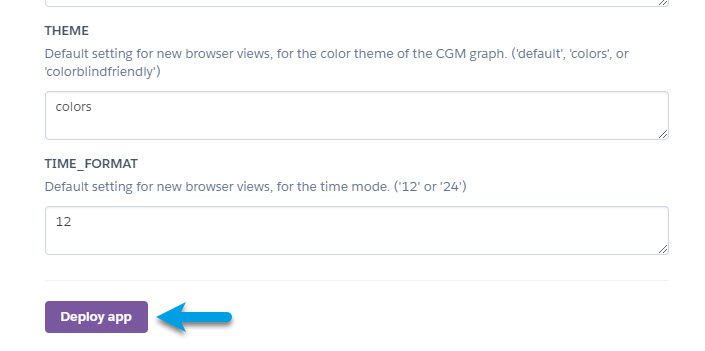 THEME
Default setting for new browser views, for the color theme of the CGM graph. ('default', 'colors', or
'colorblindfriendly')
colors
TIME_FORMAT
Default setting for new browser views, for the time mode. ('12' or '24')
12
Deploy app